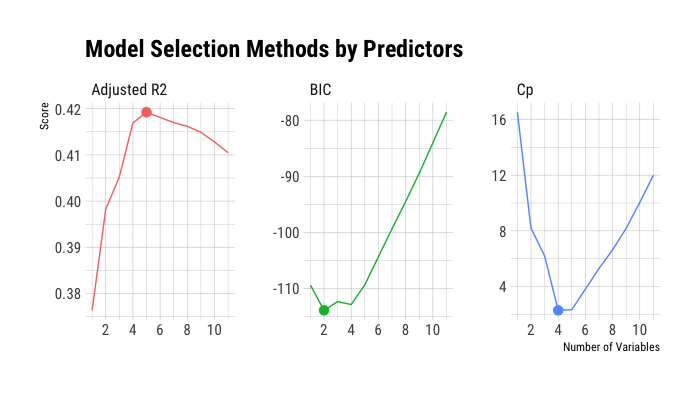 Model Selection Methods by Predictors
Adjusted R2
BIC
Cp
Score
0.42
0.41
0.40
0.39
0.38
-80
-90
-100
-110
16
12
8
4
2 4 6 8 10
2 4 6 8 10
2 4 6 8 10
Number of Variables